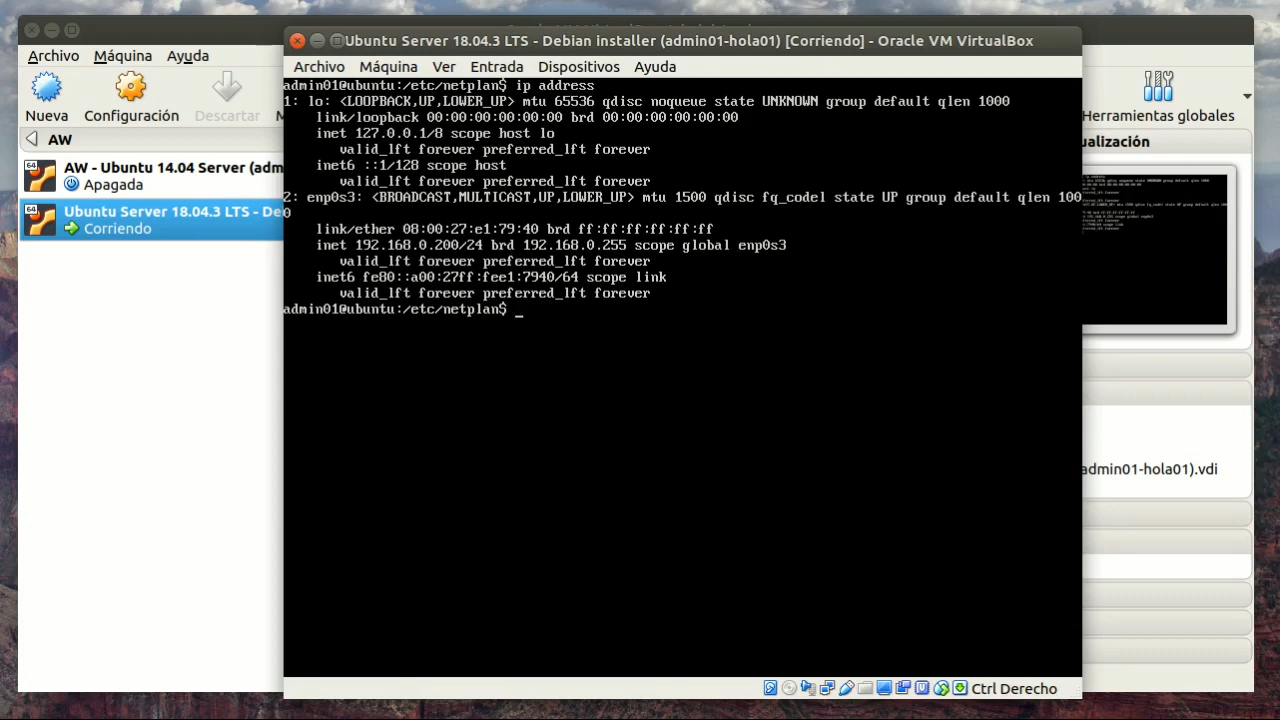 Ubuntu Server 18.04.3 LTS - Debian installer (admin01-hola01) [Corriendo] - Oracle VM VirtualBox
Archivo Máquina Ayuda
Archivo Máquina Ver Entrada Dispositivos Ayuda
Nueva Configuración Descartar
Herramientas globales
AW
ualización
64 AW - Ubuntu 14.04 Server (adm
Apagada
64 Ubuntu Server 18.04.3 LTS - De
Corriendo
admin01@ubuntu:/etc/netplan$ ip address
1: lo: <LOOPBACK,UP,LOWER_UP> mtu 65536 qdisc noqueue state UNKNOWN group default qlen 1000
link/loopback 00:00:00:00:00:00 brd 00:00:00:00:00:00
inet 127.0.0.1/8 scope host lo
valid_lft forever preferred_lft forever
inet6 ::1/128 scope host
valid_lft forever preferred_lft forever
2: enp0s3: <BROADCAST,MULTICAST,UP,LOWER_UP> mtu 1500 qdisc fq_codel state UP group default qlen 100
0
link/ether 08:00:27:e1:79:40 brd ff:ff:ff:ff:ff:ff
inet 192.168.0.200/24 brd 192.168.0.255 scope global enp0s3
valid_lft forever preferred_lft forever
inet6 fe80::a00:27ff:fee1:7940/64 scope link
valid_lft forever preferred_lft forever
admin01@ubuntu:/etc/netplan$ _
admin01-hola01).vdi
Ctrl Derecho